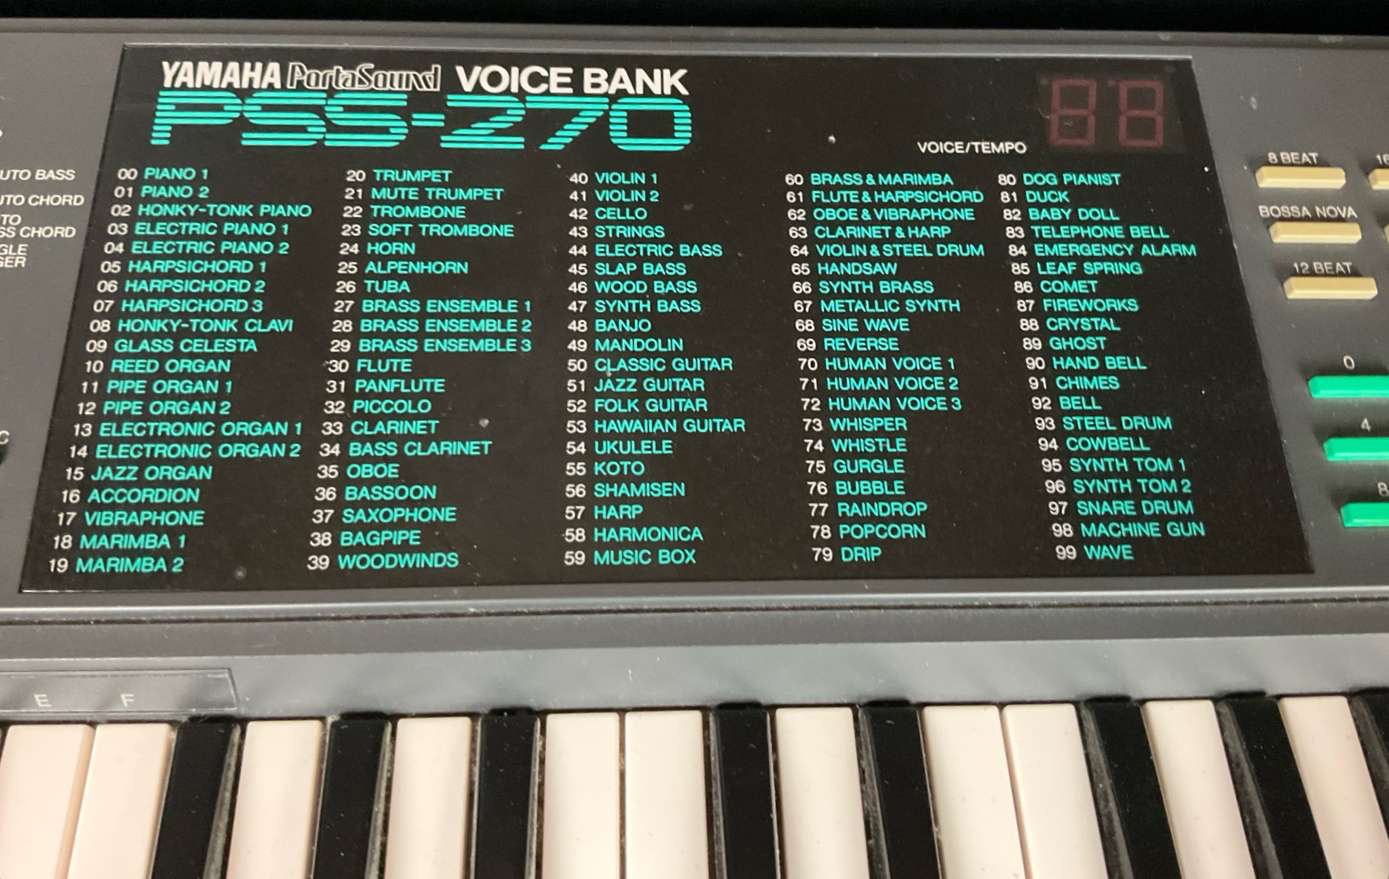 YAMAHA PortaSound VOICE BANK
PSS-270
VOICE/TEMPO
00 PIANO 1
01 PIANO 2
02 HONKY-TONK PIANO
03 ELECTRIC PIANO 1
04 ELECTRIC PIANO 2
05 HARPSICHORD 1
06 HARPSICHORD 2
07 HARPSICHORD 3
08 HONKY-TONK CLAVI
09 GLASS CELESTA
10 REED ORGAN
11 PIPE ORGAN 1
12 PIPE ORGAN 2
13 ELECTRONIC ORGAN 1
14 ELECTRONIC ORGAN 2
15 JAZZ ORGAN
16 ACCORDION
17 VIBRAPHONE
18 MARIMBA 1
19 MARIMBA 2
20 TRUMPET
21 MUTE TRUMPET
22 TROMBONE
23 SOFT TROMBONE
24 HORN
25 ALPENHORN
26 TUBA
27 BRASS ENSEMBLE 1
28 BRASS ENSEMBLE 2
29 BRASS ENSEMBLE 3
30 FLUTE
31 PANFLUTE
32 PICCOLO
33 CLARINET
34 BASS CLARINET
35 OBOE
36 BASSOON
37 SAXOPHONE
38 BAGPIPE
39 WOODWINDS
40 VIOLIN 1
41 VIOLIN 2
42 CELLO
43 STRINGS
44 ELECTRIC BASS
45 SLAP BASS
46 WOOD BASS
47 SYNTH BASS
48 BANJO
49 MANDOLIN
50 CLASSIC GUITAR
51 JAZZ GUITAR
52 FOLK GUITAR
53 HAWAIIAN GUITAR
54 UKULELE
55 KOTO
56 SHAMISEN
57 HARP
58 HARMONICA
59 MUSIC BOX
60 BRASS & MARIMBA
61 FLUTE & HARPSICHORD
62 OBOE & VIBRAPHONE
63 CLARINET & HARP
64 VIOLIN & STEEL DRUM
65 HANDSAW
66 SYNTH BRASS
67 METALLIC SYNTH
68 SINE WAVE
69 REVERSE
70 HUMAN VOICE 1
71 HUMAN VOICE 2
72 HUMAN VOICE 3
73 WHISPER
74 WHISTLE
75 GURGLE
76 BUBBLE
77 RAINDROP
78 POPCORN
79 DRIP
80 DOG PIANIST
81 DUCK
82 BABY DOLL
83 TELEPHONE BELL
84 EMERGENCY ALARM
85 LEAF SPRING
86 COMET
87 FIREWORKS
88 CRYSTAL
89 GHOST
90 HAND BELL
91 CHIMES
92 BELL
93 STEEL DRUM
94 COWBELL
95 SYNTH TOM 1
96 SYNTH TOM 2
97 SNARE DRUM
98 MACHINE GUN
99 WAVE
UTO BASS
UTO CHORD
TO
SS CHORD
GLE
GER
8 BEAT
16
BOSSA NOVA
12 BEAT
0
4
8
E F